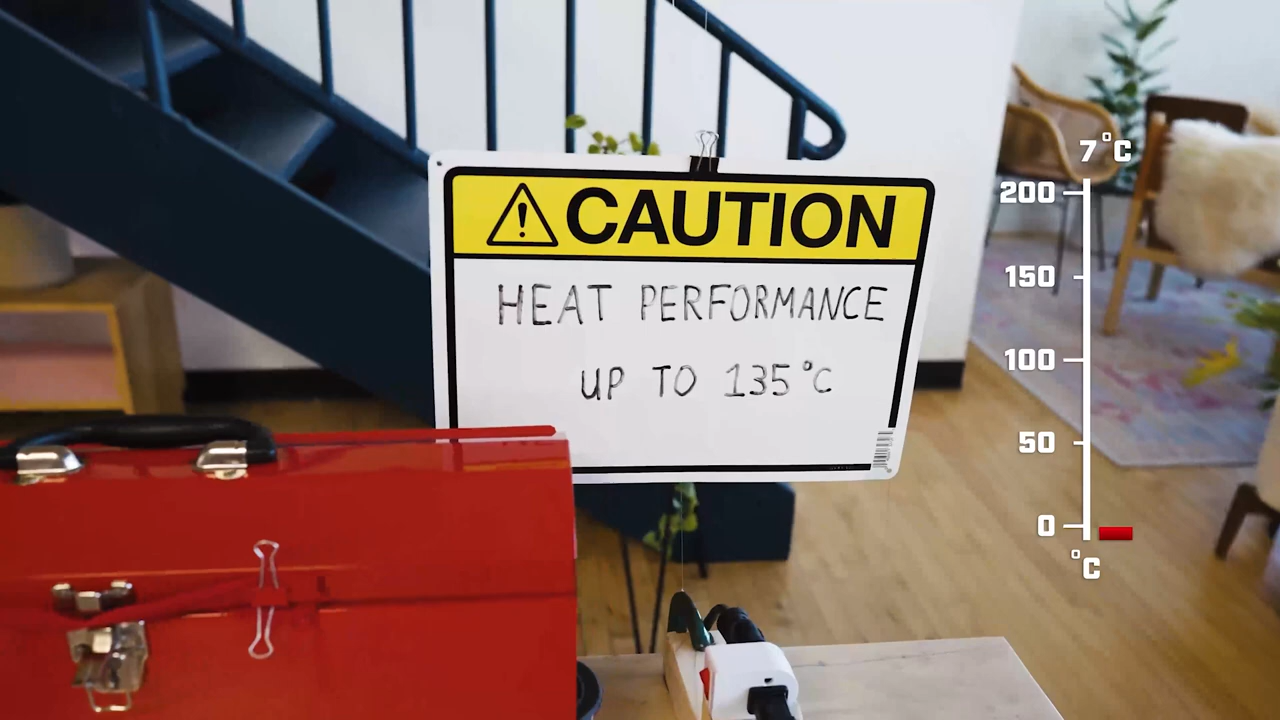 CAUTION
HEAT PERFORMANCE
UP TO 135°C
7°C
200
150
100
50
0
°C